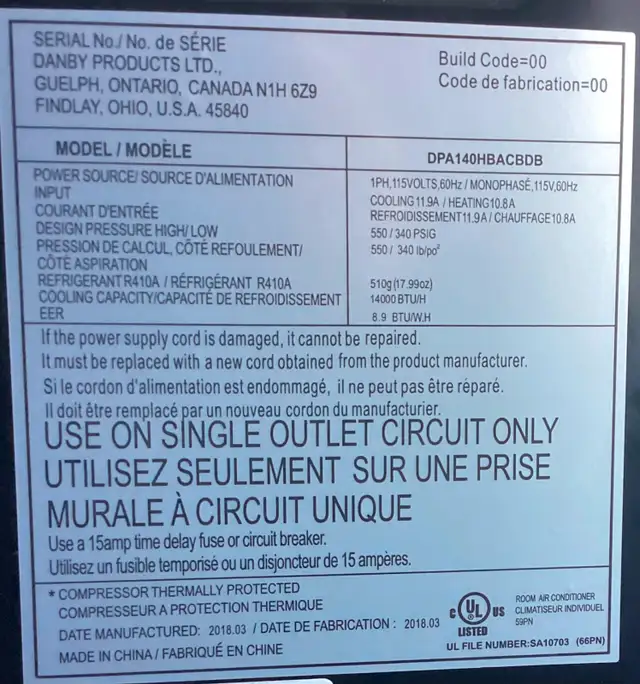 SERIAL No./ No. de SÉRIE
DANBY PRODUCTS LTD.,
GUELPH, ONTARIO, CANADA N1H 6Z9
FINDLAY, OHIO, U.S.A. 45840
Build Code=00
Code de fabrication=00
MODEL / MODÈLE DPA140HBACBDB
POWER SOURCE/ SOURCE D'ALIMENTATION 1PH,115VOLTS,60Hz / MONOPHASÉ,115V,60Hz
INPUT COOLING11.9A / HEATING10.8A
COURANT D'ENTRÉE REFROIDISSEMENT11.9A / CHAUFFAGE10.8A
DESIGN PRESSURE HIGH/ LOW 550 / 340 PSIG
PRESSION DE CALCUL, CÔTÉ REFOULEMENT/ 550 / 340 lb/po²
CÔTÉ ASPIRATION
REFRIGERANT R410A / RÉFRIGÉRANT R410A 510g(17.99oz)
COOLING CAPACITY/CAPACITÉ DE REFROIDISSEMENT 14000 BTU/H
EER 8.9 BTU/W.H
If the power supply cord is damaged, it cannot be repaired.
It must be replaced with a new cord obtained from the product manufacturer.
Si le cordon d'alimentation est endommagé, il ne peut pas être réparé.
Il doit être remplacé par un nouveau cordon du manufacturier.
USE ON SINGLE OUTLET CIRCUIT ONLY
UTILISEZ SEULEMENT SUR UNE PRISE
MURALE À CIRCUIT UNIQUE
Use a 15amp time delay fuse or circuit breaker.
Utilisez un fusible temporisé ou un disjoncteur de 15 ampères.
* COMPRESSOR THERMALLY PROTECTED
COMPRESSEUR A PROTECTION THERMIQUE
DATE MANUFACTURED: 2018.03 / DATE DE FABRICATION : 2018.03
MADE IN CHINA / FABRIQUÉ EN CHINE
C UL US
LISTED
ROOM AIR CONDITIONER
CLIMATISEUR INDIVIDUEL
59PN
UL FILE NUMBER:SA10703 (66PN)